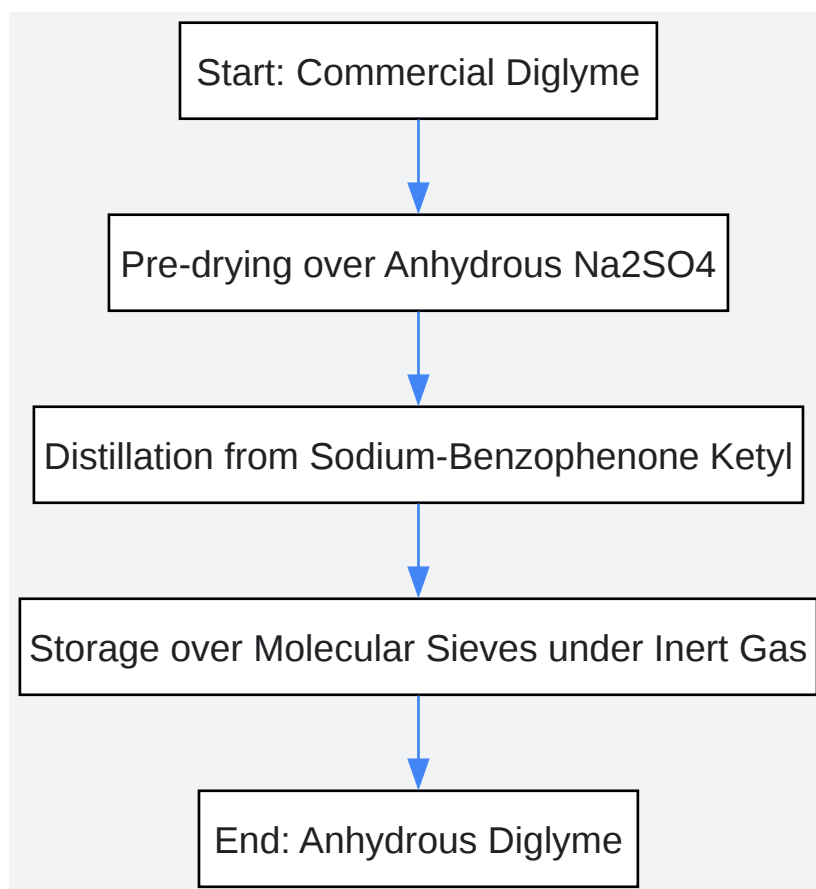 Start: Commercial Diglyme
Pre-drying over Anhydrous Na2SO4
Distillation from Sodium-Benzophenone Ketyl
Storage over Molecular Sieves under Inert Gas
End: Anhydrous Diglyme